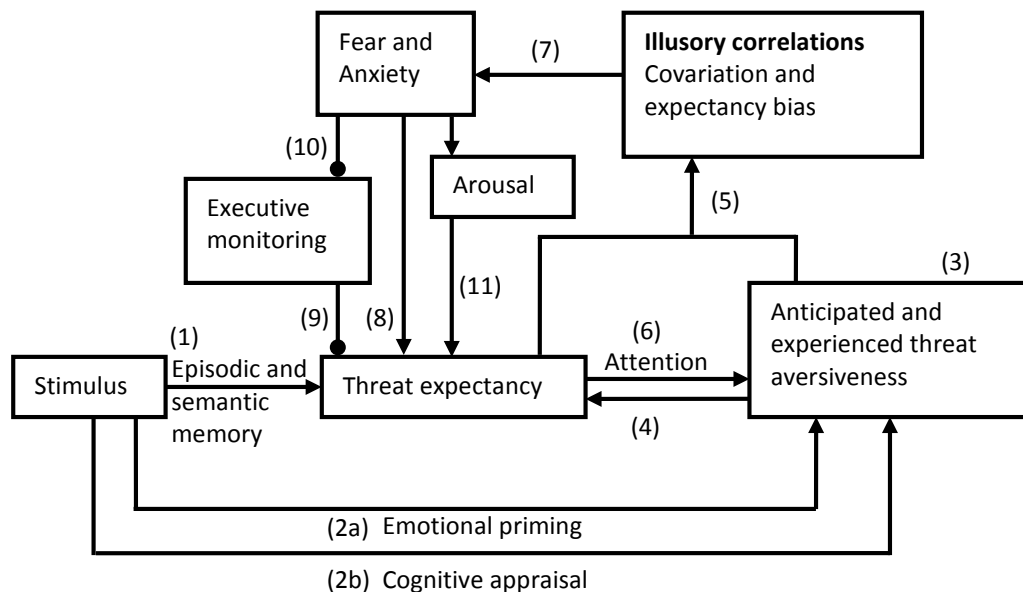 Fear and
Anxiety
(7)
Illusory correlations
Covariation and
expectancy bias
(10)
Arousal
Executive
monitoring
(5)
(3)
(9)
(8)
(11)
Anticipated and
experienced threat
aversiveness
(1)
Episodic and
semantic
memory
Stimulus
Threat expectancy
(6)
Attention
(4)
(2a) Emotional priming
(2b) Cognitive appraisal